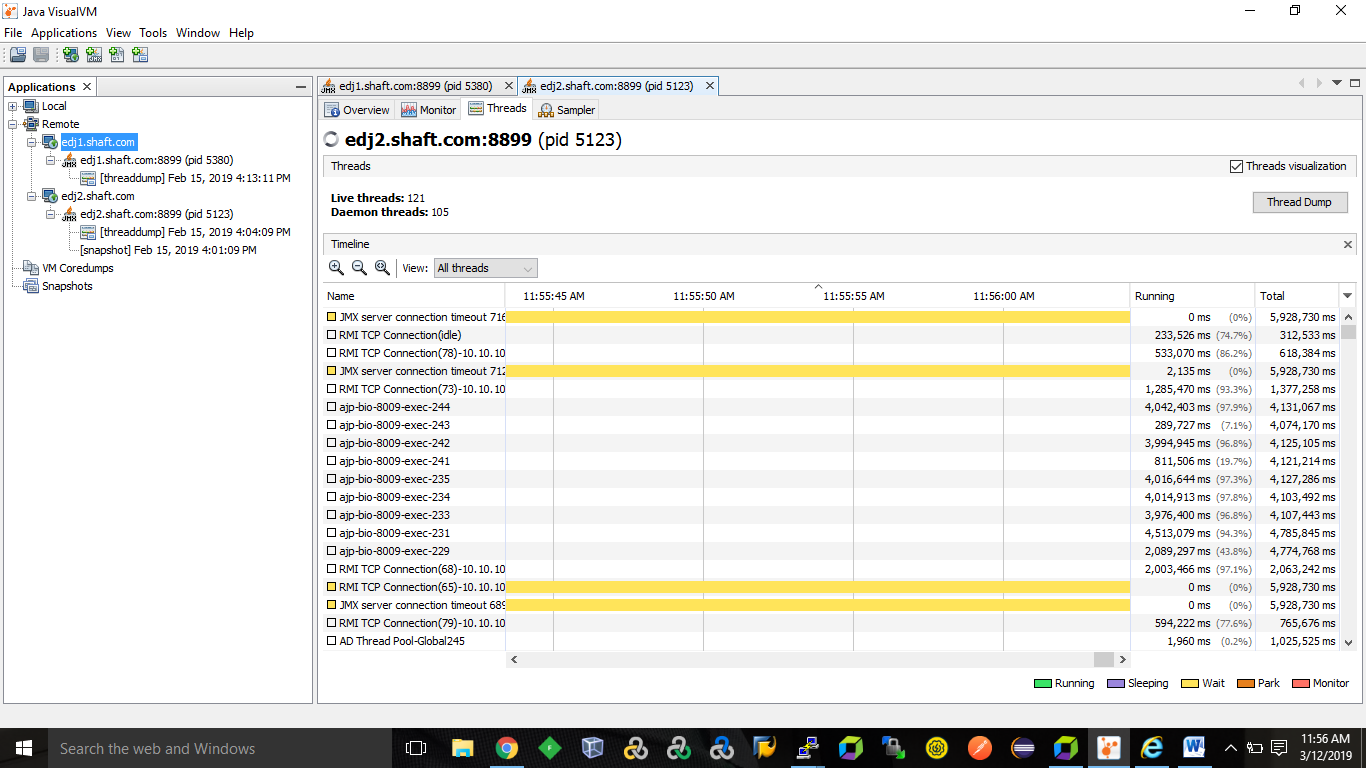 Java VisualVM
File Applications View Tools Window Help
Applications
Local
Remote
edj1.shaft.com
edj1.shaft.com:8899 (pid 5380)
[threaddump] Feb 15, 2019 4:13:11 PM
edj2.shaft.com
edj2.shaft.com:8899 (pid 5123)
[threaddump] Feb 15, 2019 4:04:09 PM
[snapshot] Feb 15, 2019 4:01:09 PM
VM Coredumps
Snapshots
edj1.shaft.com:8899 (pid 5380) edj2.shaft.com:8899 (pid 5123)
Overview Monitor Threads Sampler
edj2.shaft.com:8899 (pid 5123)
Threads Threads visualization
Live threads: 121
Daemon threads: 105
Thread Dump
Timeline
View: All threads
Name 11:55:45 AM 11:55:50 AM 11:55:55 AM 11:56:00 AM Running Total
JMX server connection timeout 716 0 ms (0%) 5,928,730 ms
RMI TCP Connection(idle) 233,526 ms (74.7%) 312,533 ms
RMI TCP Connection(78)-10.10.10 533,070 ms (86.2%) 618,384 ms
JMX server connection timeout 712 2,135 ms (0%) 5,928,730 ms
RMI TCP Connection(73)-10.10.10 1,285,470 ms (93.3%) 1,377,258 ms
ajp-bio-8009-exec-244 4,042,403 ms (97.9%) 4,131,067 ms
ajp-bio-8009-exec-243 289,727 ms (7.1%) 4,074,170 ms
ajp-bio-8009-exec-242 3,994,945 ms (96.8%) 4,125,105 ms
ajp-bio-8009-exec-241 811,506 ms (19.7%) 4,121,214 ms
ajp-bio-8009-exec-235 4,016,644 ms (97.3%) 4,127,286 ms
ajp-bio-8009-exec-234 4,014,913 ms (97.8%) 4,103,492 ms
ajp-bio-8009-exec-233 3,976,400 ms (96.8%) 4,107,443 ms
ajp-bio-8009-exec-231 4,513,079 ms (94.3%) 4,785,845 ms
ajp-bio-8009-exec-229 2,089,297 ms (43.8%) 4,774,768 ms
RMI TCP Connection(68)-10.10.10 2,003,466 ms (97.1%) 2,063,242 ms
RMI TCP Connection(65)-10.10.10 0 ms (0%) 5,928,730 ms
JMX server connection timeout 689 0 ms (0%) 5,928,730 ms
RMI TCP Connection(79)-10.10.10 594,222 ms (77.6%) 765,676 ms
AD Thread Pool-Global245 1,960 ms (0.2%) 1,025,525 ms
Running Sleeping Wait Park Monitor
Search the web and Windows
11:56 AM
3/12/2019